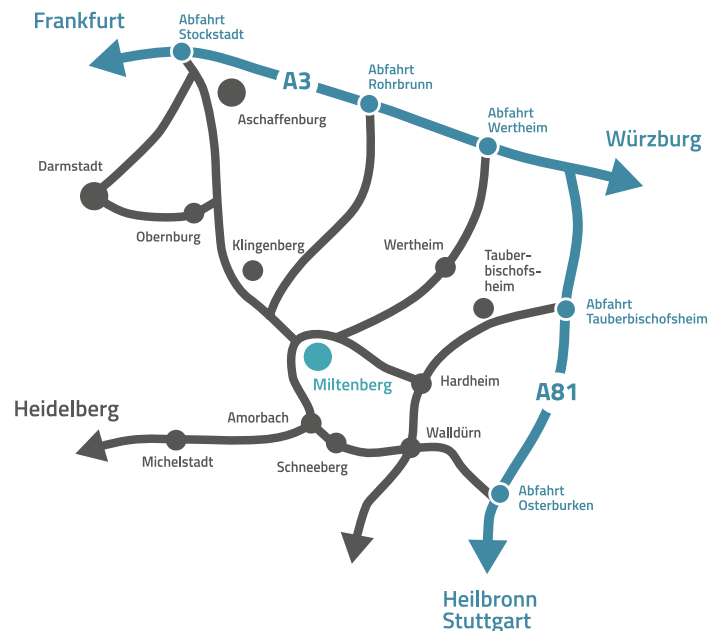 Frankfurt
Abfahrt
Stockstadt
A3
Abfahrt
Rohrbrunn
Aschaffenburg
Abfahrt
Wertheim
Würzburg
Darmstadt
Obernburg
Klingenberg
Wertheim
Tauber-
bischofs-
heim
Abfahrt
Tauberbischofsheim
Miltenberg
Hardheim
A81
Heidelberg
Amorbach
Michelstadt
Schneeberg
Walldürn
Abfahrt
Osterburken
Heilbronn
Stuttgart